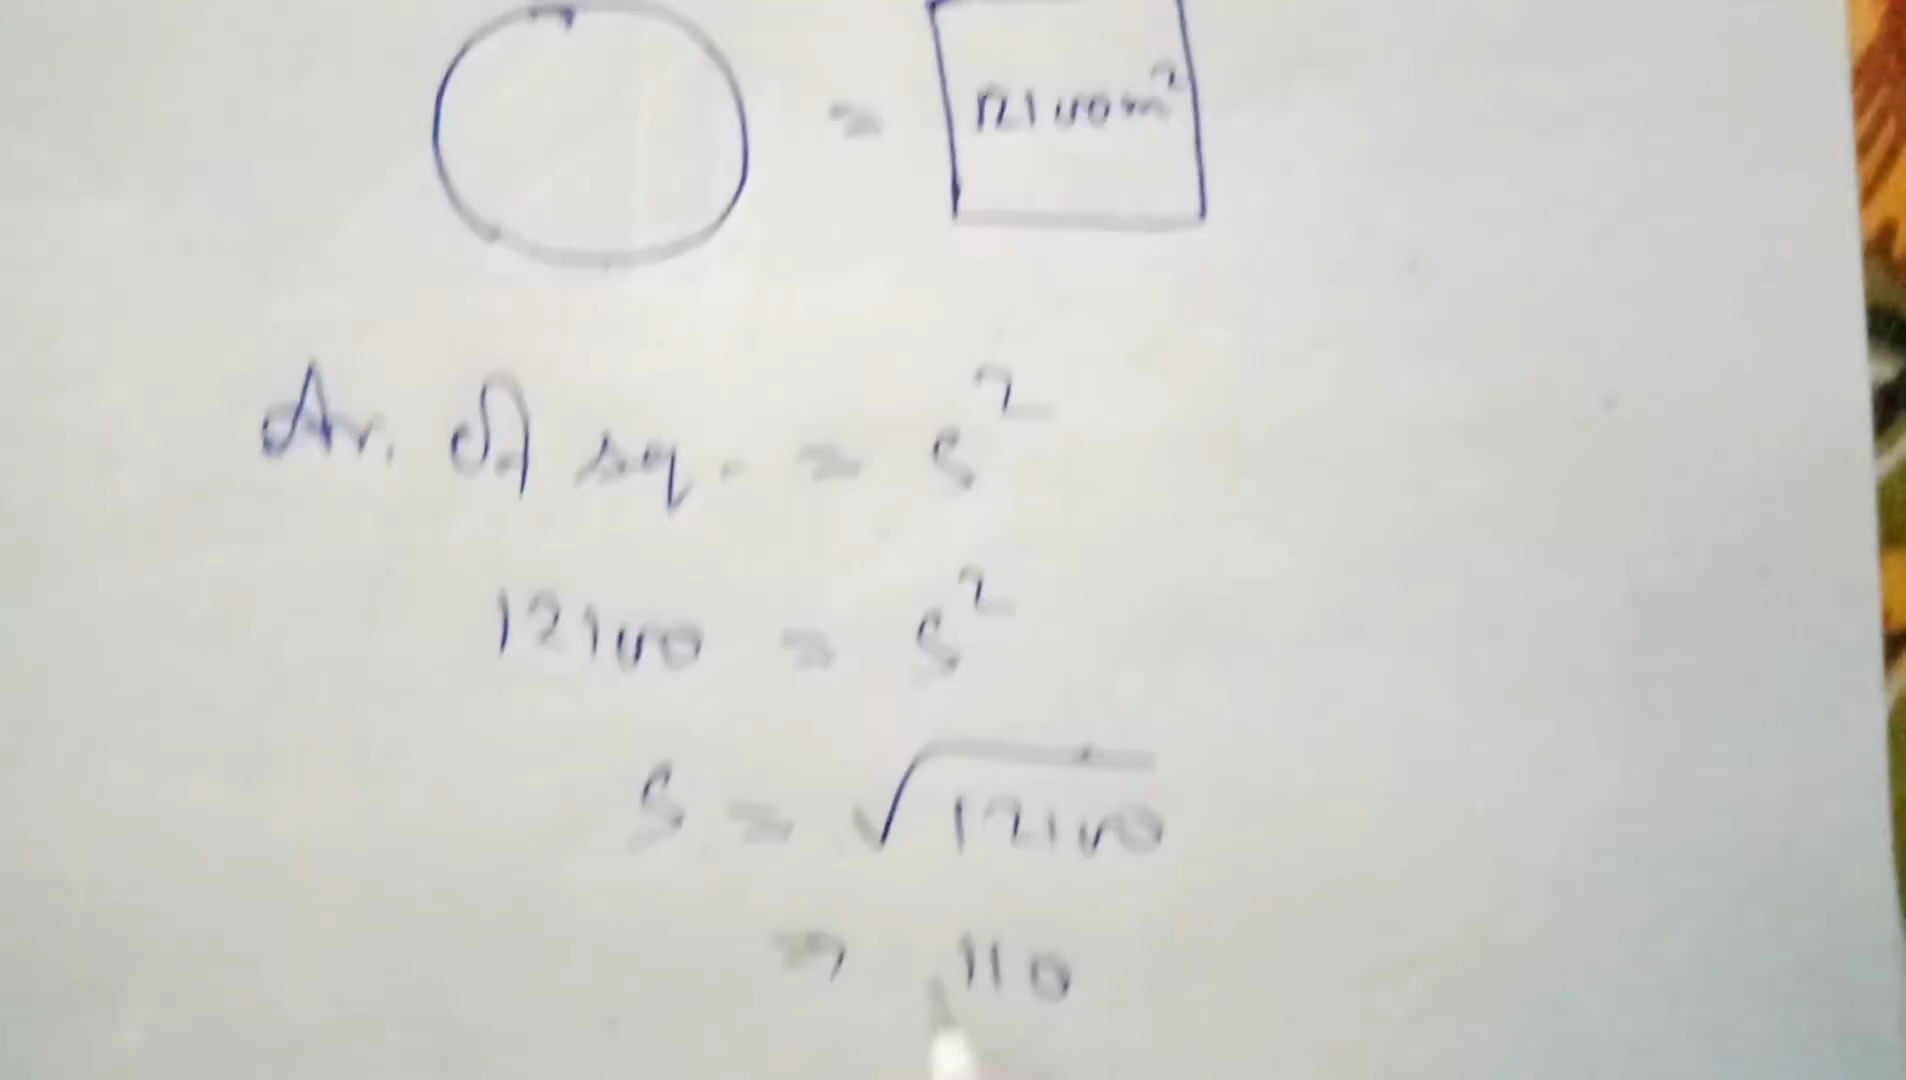 = 12100m²
Ar. of sq. = s²
12100 = s²
s = √12100
= 110